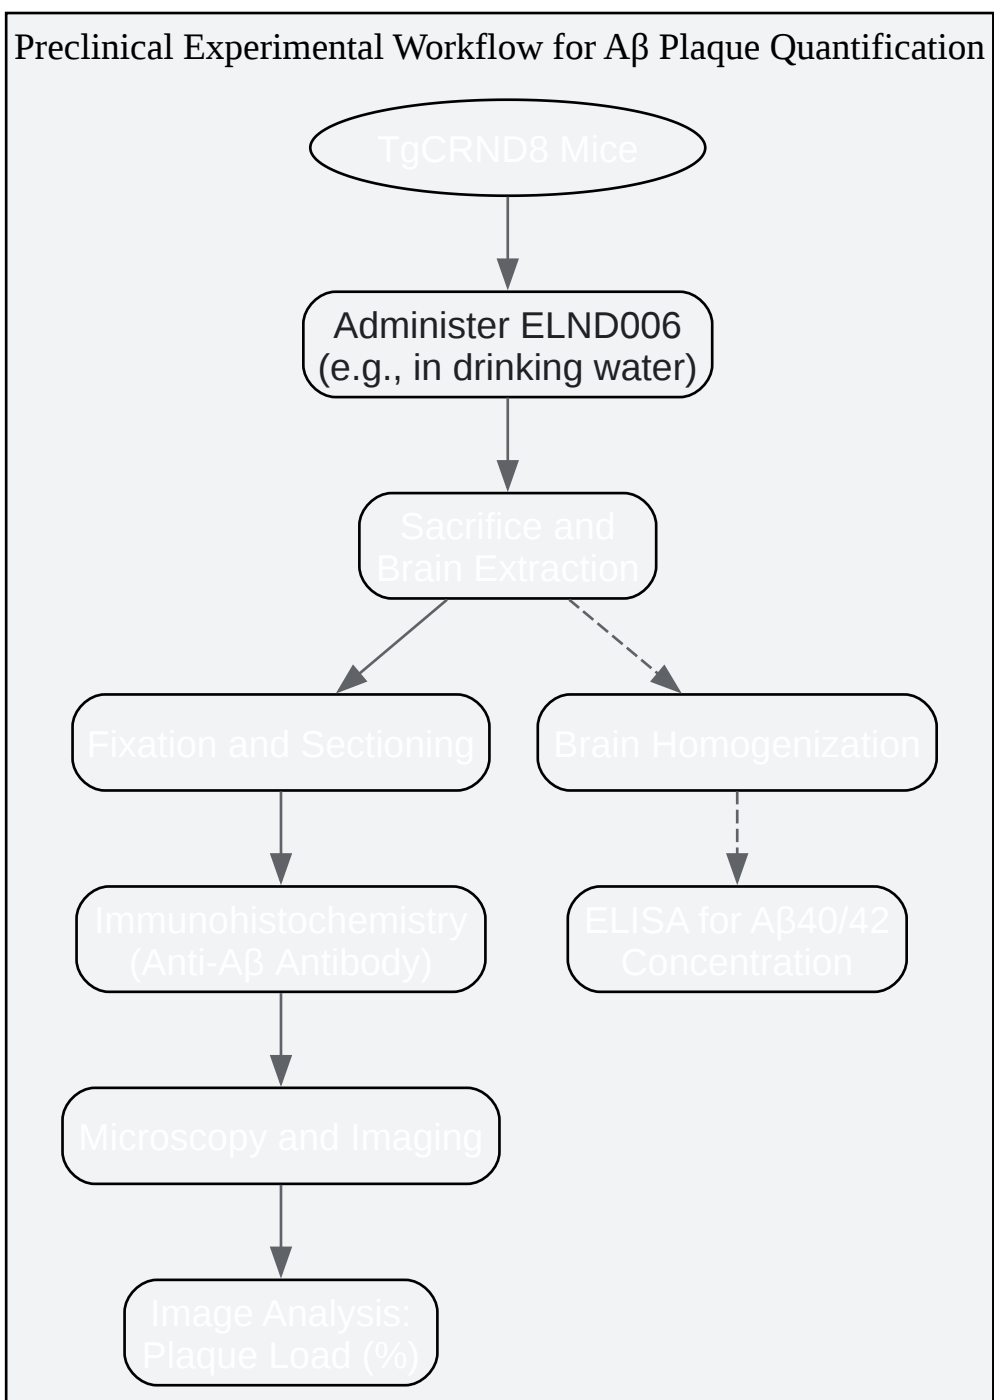 Preclinical Experimental Workflow for Aβ Plaque Quantification
TgCRND8 Mice
Administer ELND006
(e.g., in drinking water)
Sacrifice and
Brain Extraction
Fixation and Sectioning
Brain Homogenization
Immunohistochemistry
(Anti-Aβ Antibody)
ELISA for Aβ40/42
Concentration
Microscopy and Imaging
Image Analysis:
Plaque Load (%)